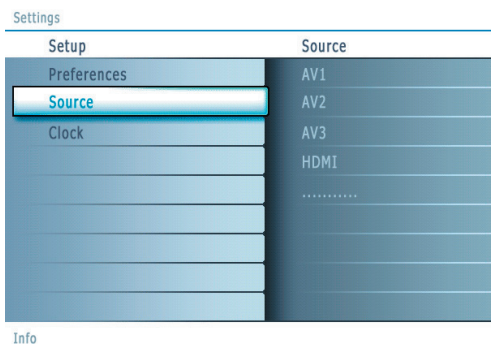 Settings
Setup
Source
Preferences
AV1
Source
AV2
Clock
AV3
HDMI
...........
Info